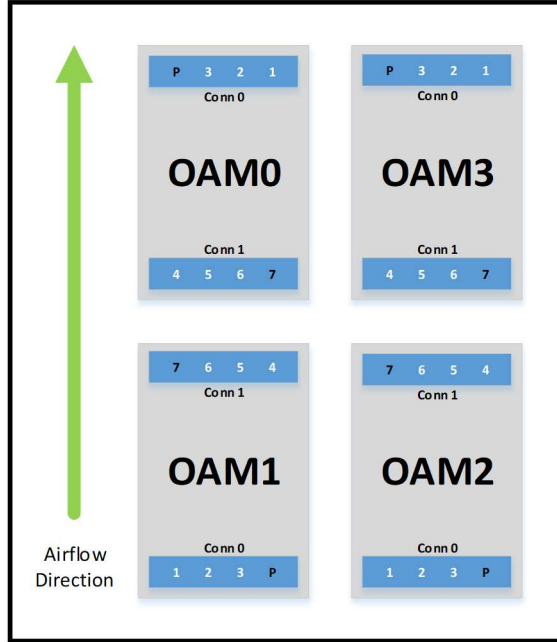 P 3 2 1
Conn 0
OAM0
Conn 1
4 5 6 7
P 3 2 1
Conn 0
OAM3
Conn 1
4 5 6 7
7 6 5 4
Conn 1
OAM1
Conn 0
1 2 3 P
7 6 5 4
Conn 1
OAM2
Conn 0
1 2 3 P
Airflow
Direction